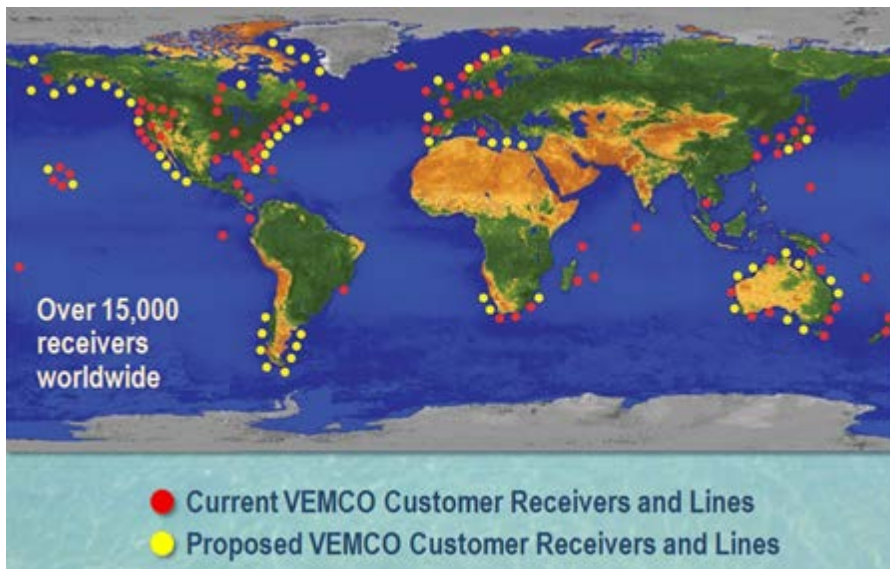 Over 15,000
receivers
worldwide
Current VEMCO Customer Receivers and Lines
Proposed VEMCO Customer Receivers and Lines